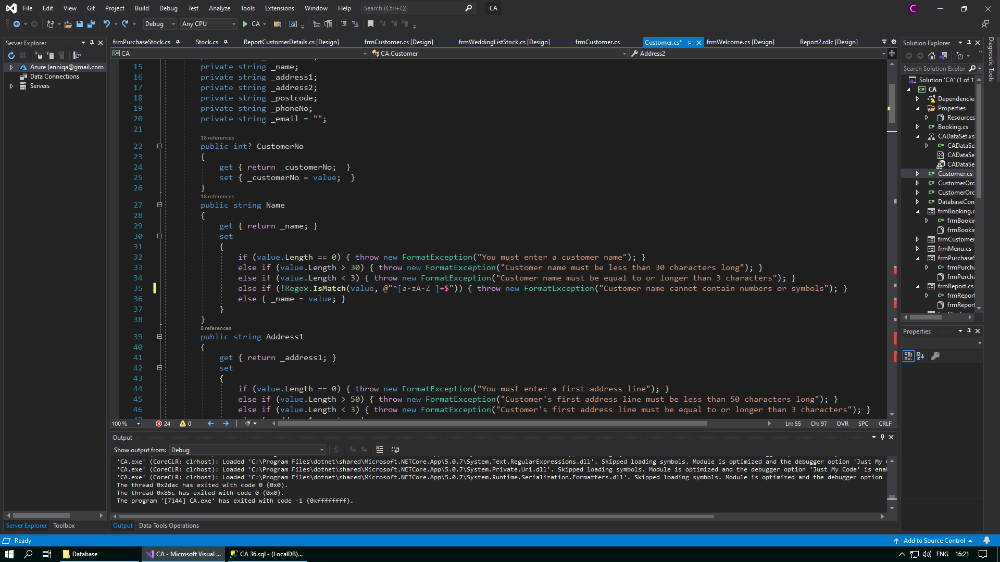 File Edit View Git Project Build Debug Test Analyze Tools Extensions Window Help Search (Ctrl+Q) CA C
Debug Any CPU CA
Server Explorer
Azure (enniqa@gmail.com
Data Connections
Servers
Server Explorer Toolbox
frmPurchaseStock.cs Stock.cs ReportCustomerDetails.cs [Design] frmCustomer.cs [Design] frmWeddingListStock.cs [Design] frmCustomer.cs Customer.cs* frmWelcome.cs [Design] Report2.rdlc [Design]
CA CA.Customer Address2
15 private string _name;
16 private string _address1;
17 private string _address2;
18 private string _postcode;
19 private string _phoneNo;
20 private string _email = "";
21
18 references
22 public int? CustomerNo
23 {
24 get { return _customerNo; }
25 set { _customerNo = value; }
26 }
18 references
27 public string Name
28 {
29 get { return _name; }
30 set
31 {
32 if (value.Length == 0) { throw new FormatException("You must enter a customer name"); }
33 else if (value.Length > 30) { throw new FormatException("Customer name must be less than 30 characters long"); }
34 else if (value.Length < 3) { throw new FormatException("Customer name must be equal to or longer than 3 characters"); }
35 else if (!Regex.IsMatch(value, @"^[a-zA-Z ]+$")) { throw new FormatException("Customer name cannot contain numbers or symbols"); }
36 else { _name = value; }
37 }
38 }
8 references
39 public string Address1
40 {
41 get { return _address1; }
42 set
43 {
44 if (value.Length == 0) { throw new FormatException("You must enter a first address line"); }
45 else if (value.Length > 50) { throw new FormatException("Customer's first address line must be less than 50 characters long"); }
46 else if (value.Length < 3) { throw new FormatException("Customer's first address line must be equal to or longer than 3 characters"); }
100 % 24 0 Ln: 55 Ch: 97 OVR SPC CRLF
Output
Show output from: Debug
'CA.exe' (CoreCLR: clrhost): Loaded 'C:\Program Files\dotnet\shared\Microsoft.NETCore.App\5.0.7\System.Text.RegularExpressions.dll'. Skipped loading symbols. Module is optimized and the debugger option 'Just My
'CA.exe' (CoreCLR: clrhost): Loaded 'C:\Program Files\dotnet\shared\Microsoft.NETCore.App\5.0.7\System.Private.Uri.dll'. Skipped loading symbols. Module is optimized and the debugger option 'Just My Code' is enal
'CA.exe' (CoreCLR: clrhost): Loaded 'C:\Program Files\dotnet\shared\Microsoft.NETCore.App\5.0.7\System.Runtime.Serialization.Formatters.dll'. Skipped loading symbols. Module is optimized and the debugger option
The thread 0x2dac has exited with code 0 (0x0).
The thread 0x85c has exited with code 0 (0x0).
The program '[7144] CA.exe' has exited with code -1 (0xffffffff).
Output Data Tools Operations
Solution Explorer
Search Solution Explor
Solution 'CA' (1 of 1
CA
Dependencie
Properties
Resources
Booking.cs
CADataSet.xs
CADataSe
CADataSe
CADataSe
Customer.cs
CustomerOrd
CustomerOrd
DatabaseCon
frmBooking.c
frmBookin
frmBookin
frmCustomer
frmMenu.cs
frmPurchaseS
frmPurcha
frmPurcha
frmReport.cs
frmReport
frmReport
Properties
Diagnostic Tools
Ready Add to Source Control
Database CA - Microsoft Visual ... CA 36.sql - (LocalDB)... ENG 16:21